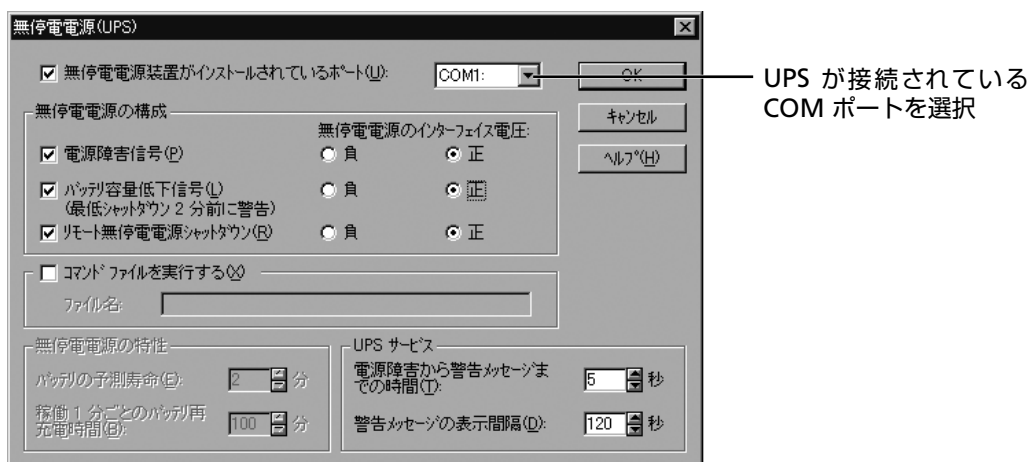 無停電電源(UPS)
無停電電源装置がインストールされているポート(U):
COM1:
OK
UPS が接続されている
COM ポートを選択
キャンセル
ヘルプ(H)
無停電電源の構成
無停電電源のインターフェイス電圧:
電源障害信号(P)
負
正
バッテリ容量低下信号(L)
(最低シャットダウン 2 分前に警告)
負
正
リモート無停電電源シャットダウン(R)
負
正
コマンド ファイルを実行する(X)
ファイル名:
無停電電源の特性
バッテリの予測寿命(E):
2
分
稼働 1 分ごとのバッテリ再
充電時間(B):
100
分
UPS サービス
電源障害から警告メッセージま
での時間(T):
5
秒
警告メッセージの表示間隔(D):
120
秒